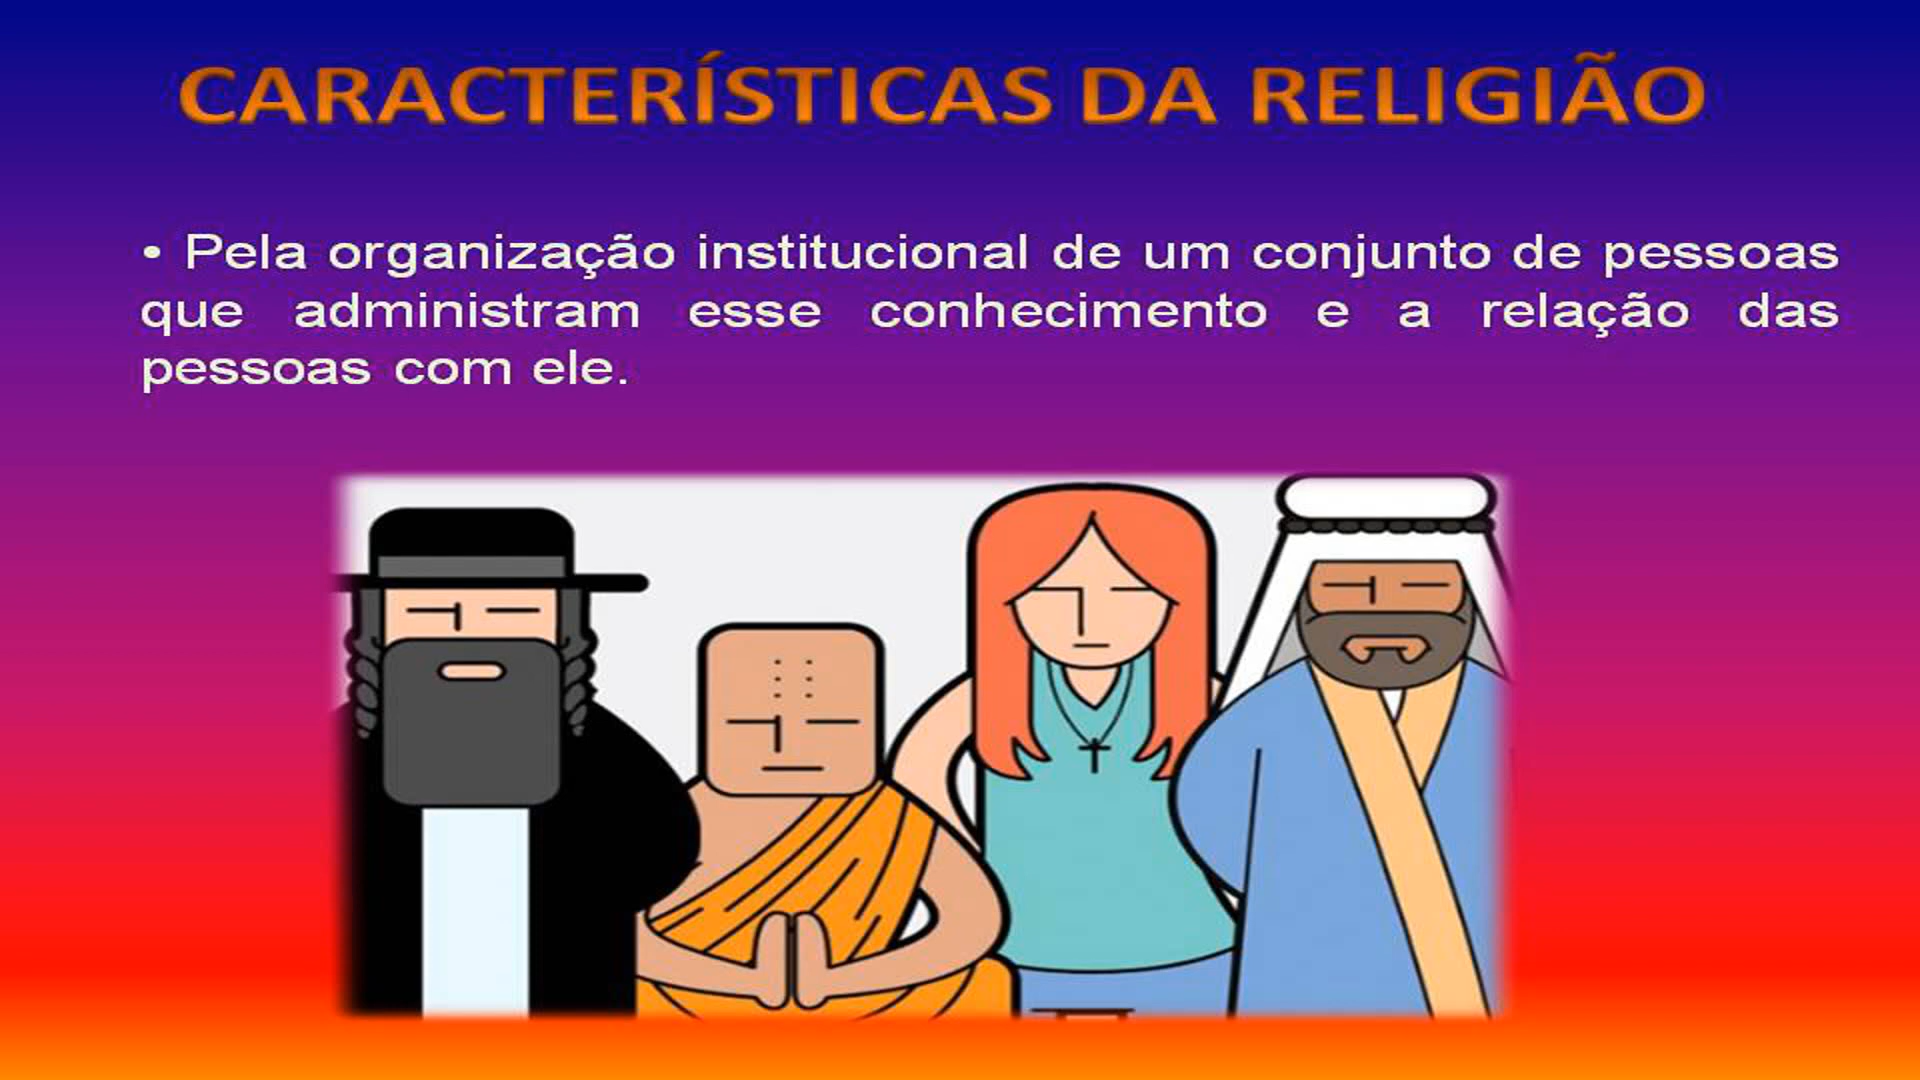 CARACTERÍSTICAS DA RELIGIÃO
• Pela organização institucional de um conjunto de pessoas
que administram esse conhecimento e a relação das
pessoas com ele.